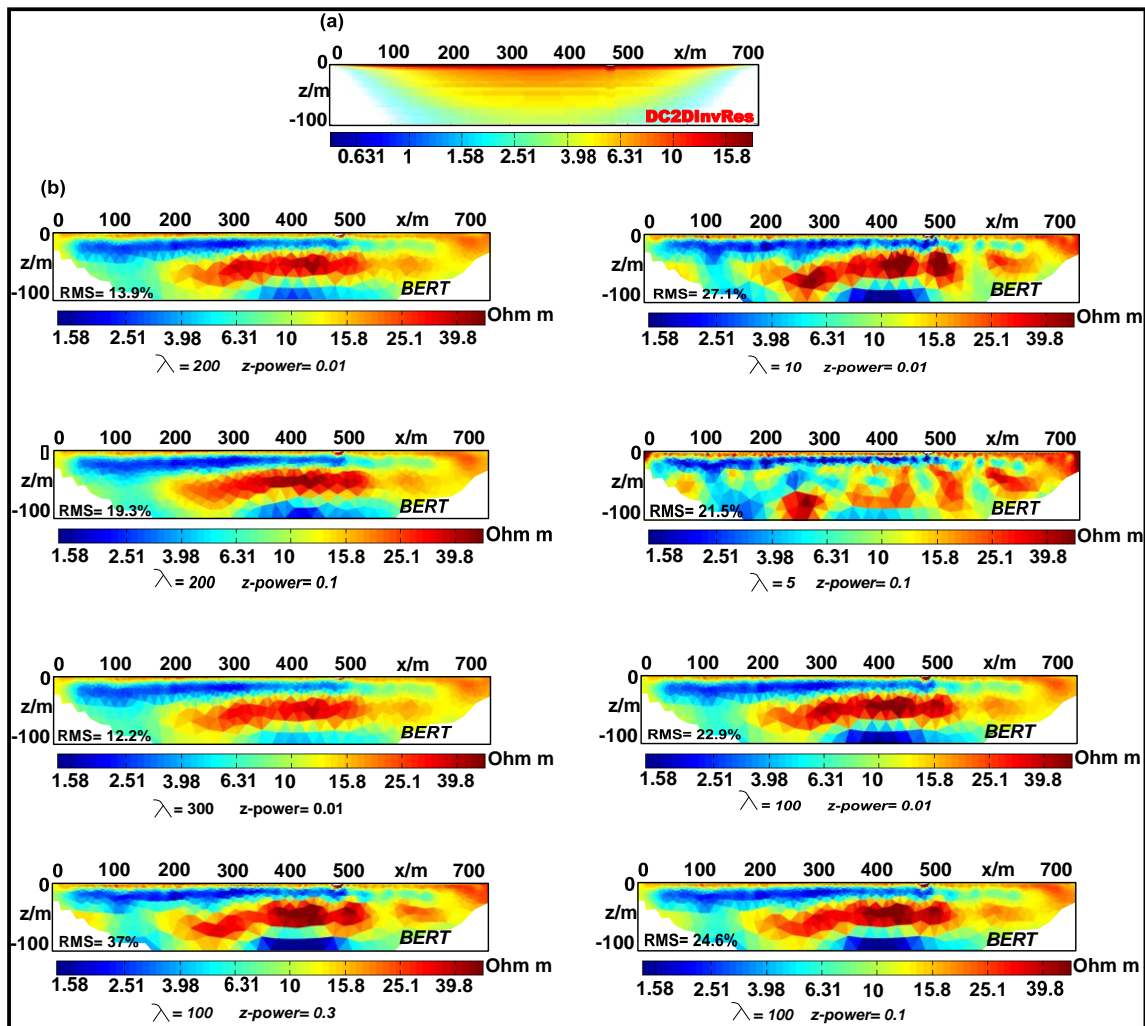 (a)
0 100 200 300 400 500 x/m 700
0
z/m
-100
DC2DInvRes
0.631 1 1.58 2.51 3.98 6.31 10 15.8
(b)
0 100 200 300 400 500 x/m 700
0
z/m
-100
RMS= 13.9%
BERT
Ohm m
1.58 2.51 3.98 6.31 10 15.8 25.1 39.8
λ = 200 z-power= 0.01
0 100 200 300 400 500 x/m 700
0
z/m
-100
RMS= 27.1%
BERT
Ohm m
1.58 2.51 3.98 6.31 10 15.8 25.1 39.8
λ = 10 z-power= 0.01
0 100 200 300 400 500 x/m 700
z/m
-100
RMS= 19.3%
BERT
Ohm m
1.58 2.51 3.98 6.31 10 15.8 25.1 39.8
λ = 200 z-power= 0.1
0 100 200 300 400 500 x/m 700
0
z/m
-100
RMS= 21.5%
BERT
Ohm m
1.58 2.51 3.98 6.31 10 15.8 25.1 39.8
λ = 5 z-power= 0.1
0 100 200 300 400 500 x/m 700
0
z/m
-100
RMS= 12.2%
BERT
Ohm m
1.58 2.51 3.98 6.31 10 15.8 25.1 39.8
λ = 300 z-power= 0.01
0 100 200 300 400 500 x/m 700
0
z/m
-100
RMS= 22.9%
BERT
Ohm m
1.58 2.51 3.98 6.31 10 15.8 25.1 39.8
λ = 100 z-power= 0.01
0 100 200 300 400 500 x/m 700
0
z/m
-100
RMS= 37%
BERT
Ohm m
1.58 2.51 3.98 6.31 10 15.8 25.1 39.8
λ = 100 z-power= 0.3
0 100 200 300 400 500 x/m 700
0
z/m
-100
RMS= 24.6%
BERT
Ohm m
1.58 2.51 3.98 6.31 10 15.8 25.1 39.8
λ = 100 z-power= 0.1